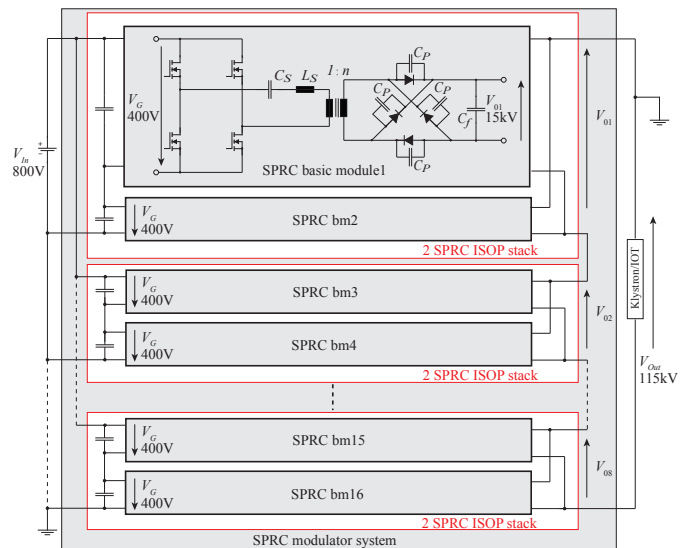 V_In
800V
V_G
400V
C_S
L_S
1 : n
C_P
C_P
C_P
C_P
C_f
V_01
15kV
SPRC basic module1
V_01
V_G
400V
SPRC bm2
2 SPRC ISOP stack
V_G
400V
SPRC bm3
V_G
400V
SPRC bm4
2 SPRC ISOP stack
V_02
Klystron/IOT
V_Out
115kV
V_G
400V
SPRC bm15
V_G
400V
SPRC bm16
2 SPRC ISOP stack
V_08
SPRC modulator system